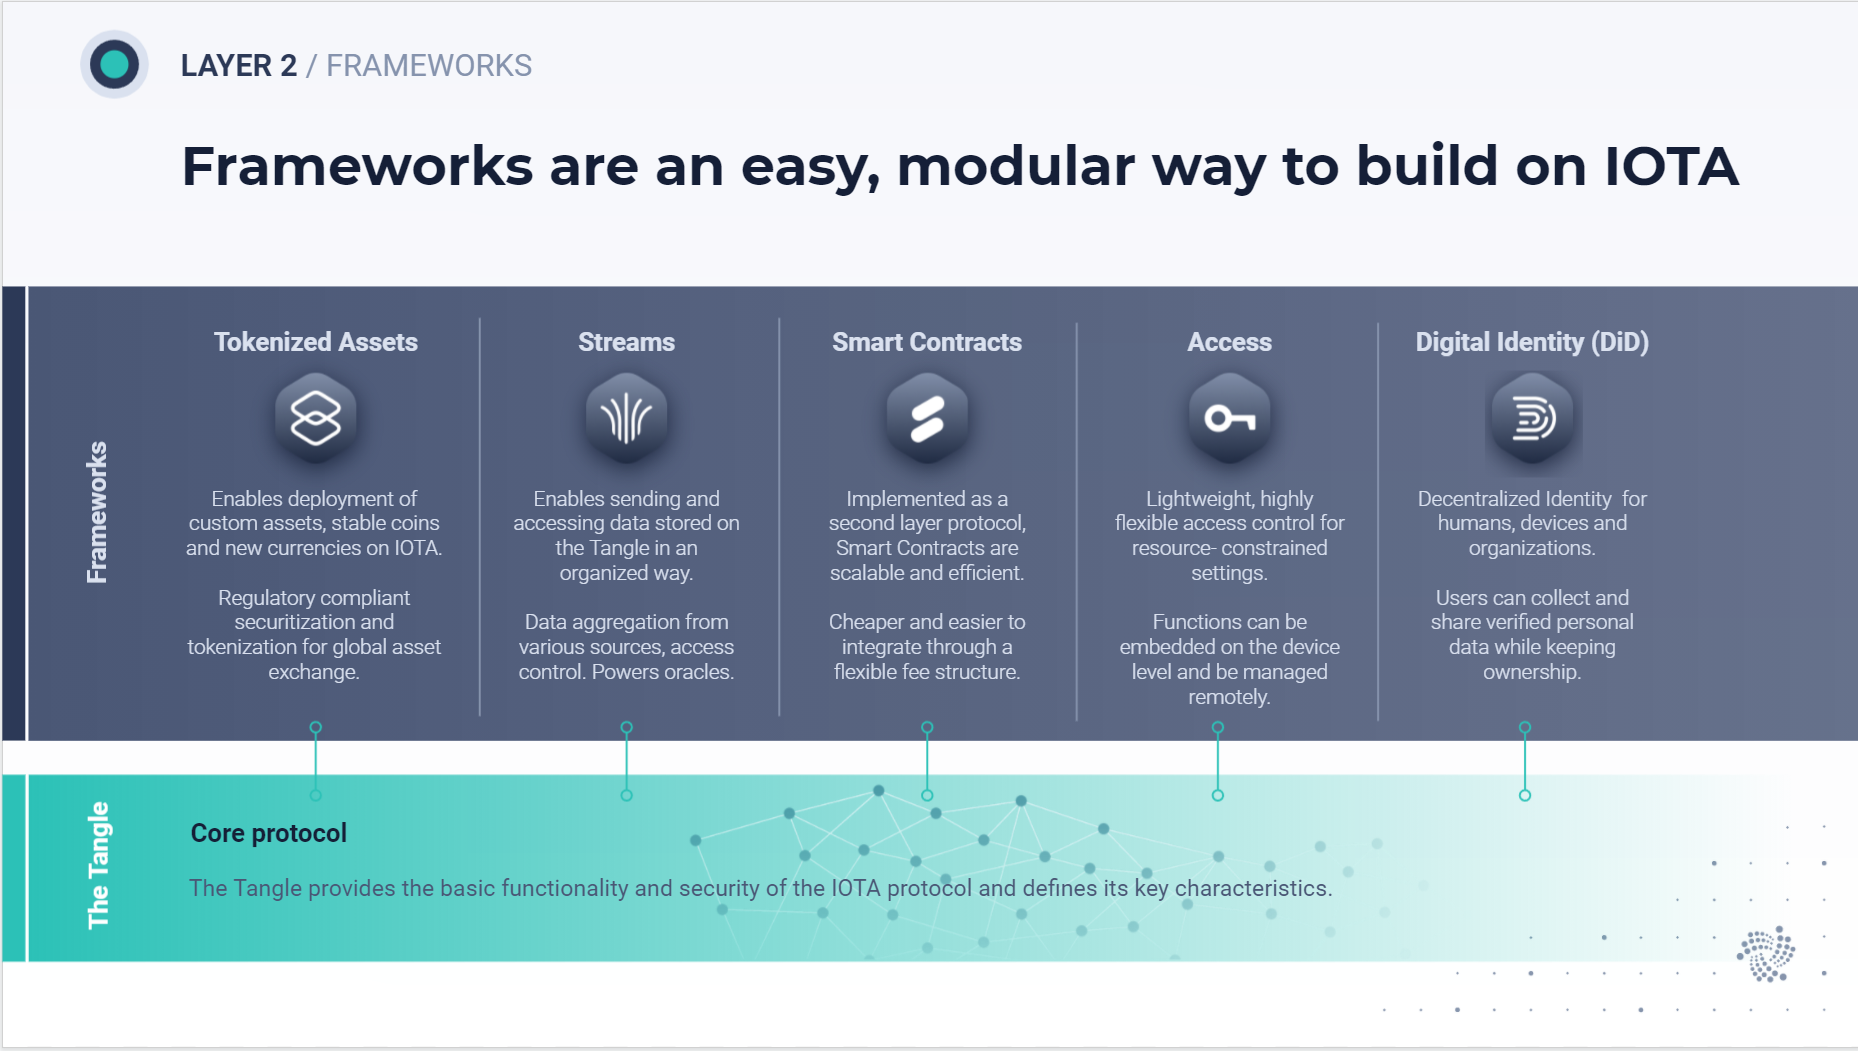 LAYER 2 / FRAMEWORKS
Frameworks are an easy, modular way to build on IOTA
Frameworks
Tokenized Assets
Enables deployment of
custom assets, stable coins
and new currencies on IOTA.
Regulatory compliant
securitization and
tokenization for global asset
exchange.
Streams
Enables sending and
accessing data stored on
the Tangle in an
organized way.
Data aggregation from
various sources, access
control. Powers oracles.
Smart Contracts
Implemented as a
second layer protocol,
Smart Contracts are
scalable and efficient.
Cheaper and easier to
integrate through a
flexible fee structure.
Access
Lightweight, highly
flexible access control for
resource- constrained
settings.
Functions can be
embedded on the device
level and be managed
remotely.
Digital Identity (DiD)
Decentralized Identity  for
humans, devices and
organizations.
Users can collect and
share verified personal
data while keeping
ownership.
The Tangle
Core protocol
The Tangle provides the basic functionality and security of the IOTA protocol and defines its key characteristics.